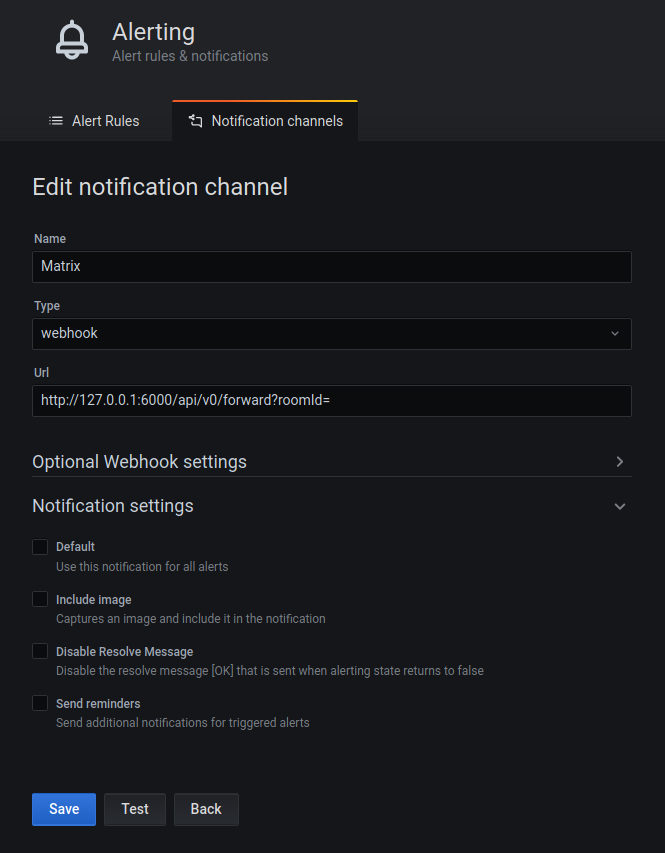 Alerting
Alert rules & notifications
Alert Rules
Notification channels
Edit notification channel
Name
Matrix
Type
webhook
Url
http://127.0.0.1:6000/api/v0/forward?roomId=
Optional Webhook settings
Notification settings
Default
Use this notification for all alerts
Include image
Captures an image and include it in the notification
Disable Resolve Message
Disable the resolve message [OK] that is sent when alerting state returns to false
Send reminders
Send additional notifications for triggered alerts
Save
Test
Back